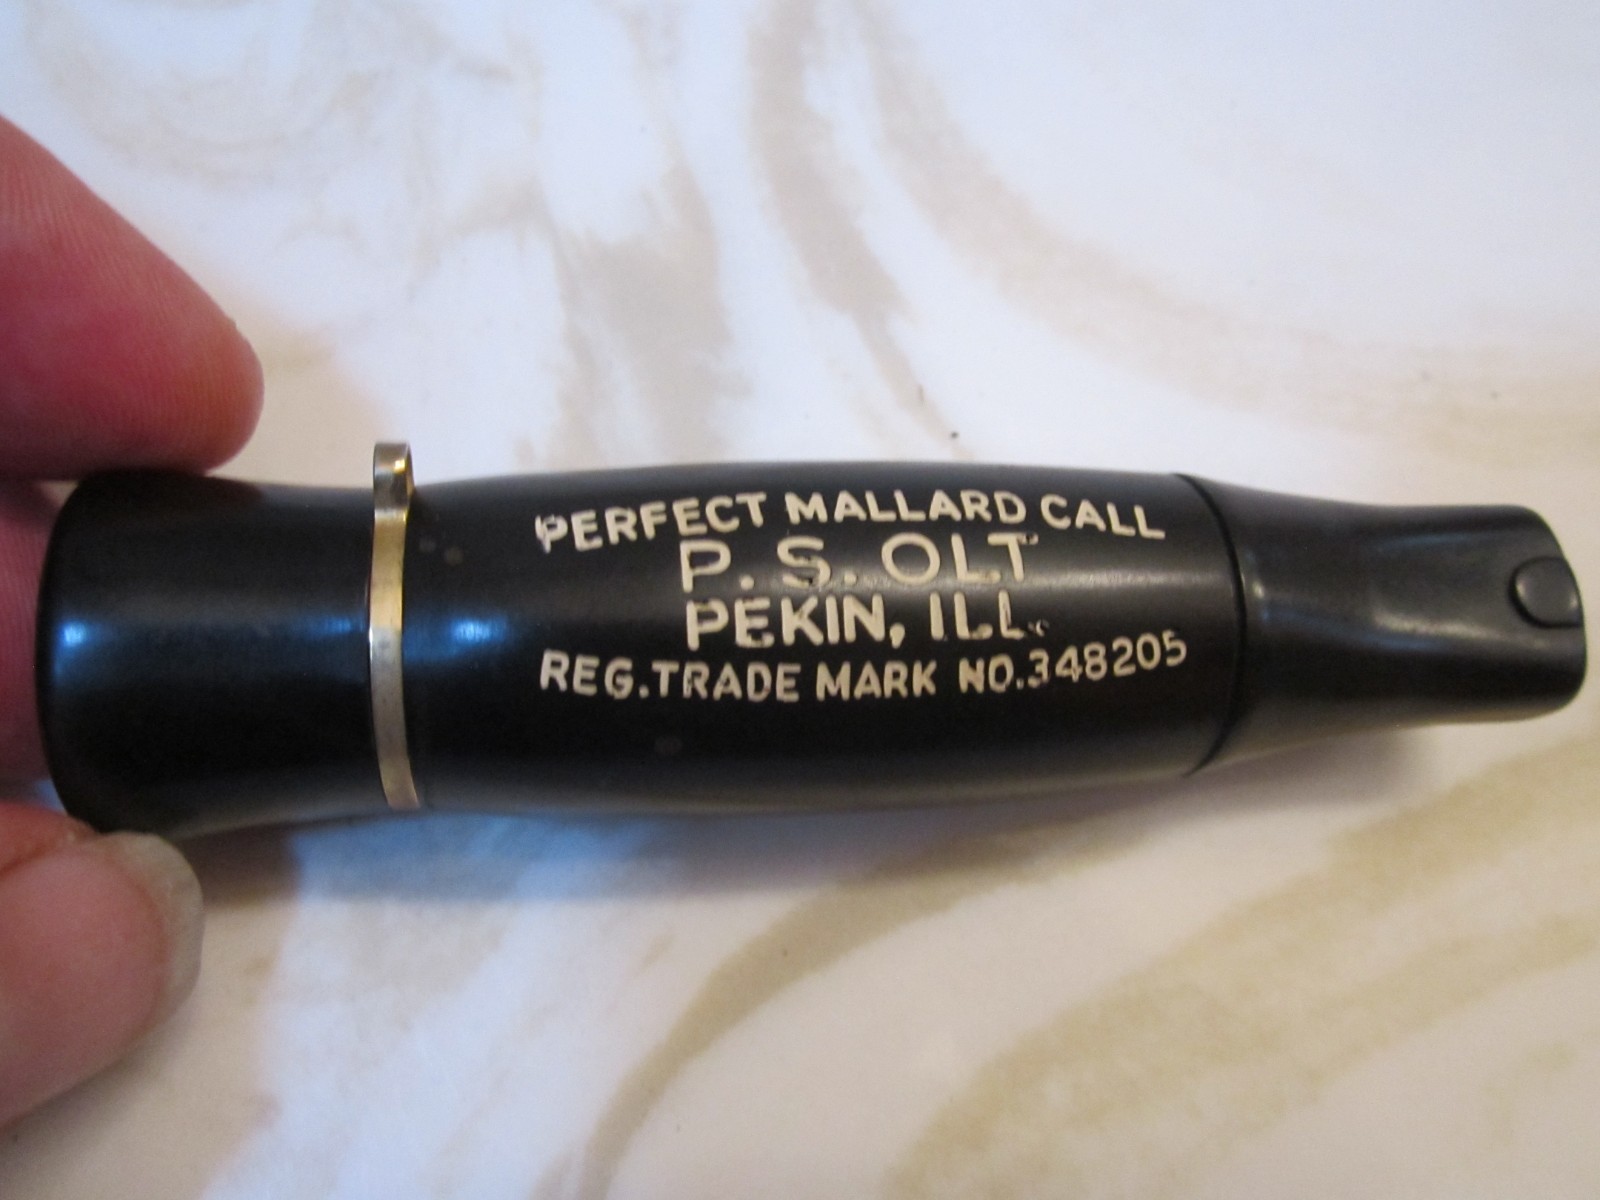 PERFECT MALLARD CALL
P. S. OLT
PEKIN, ILL.
REG. TRADE MARK NO. 348205